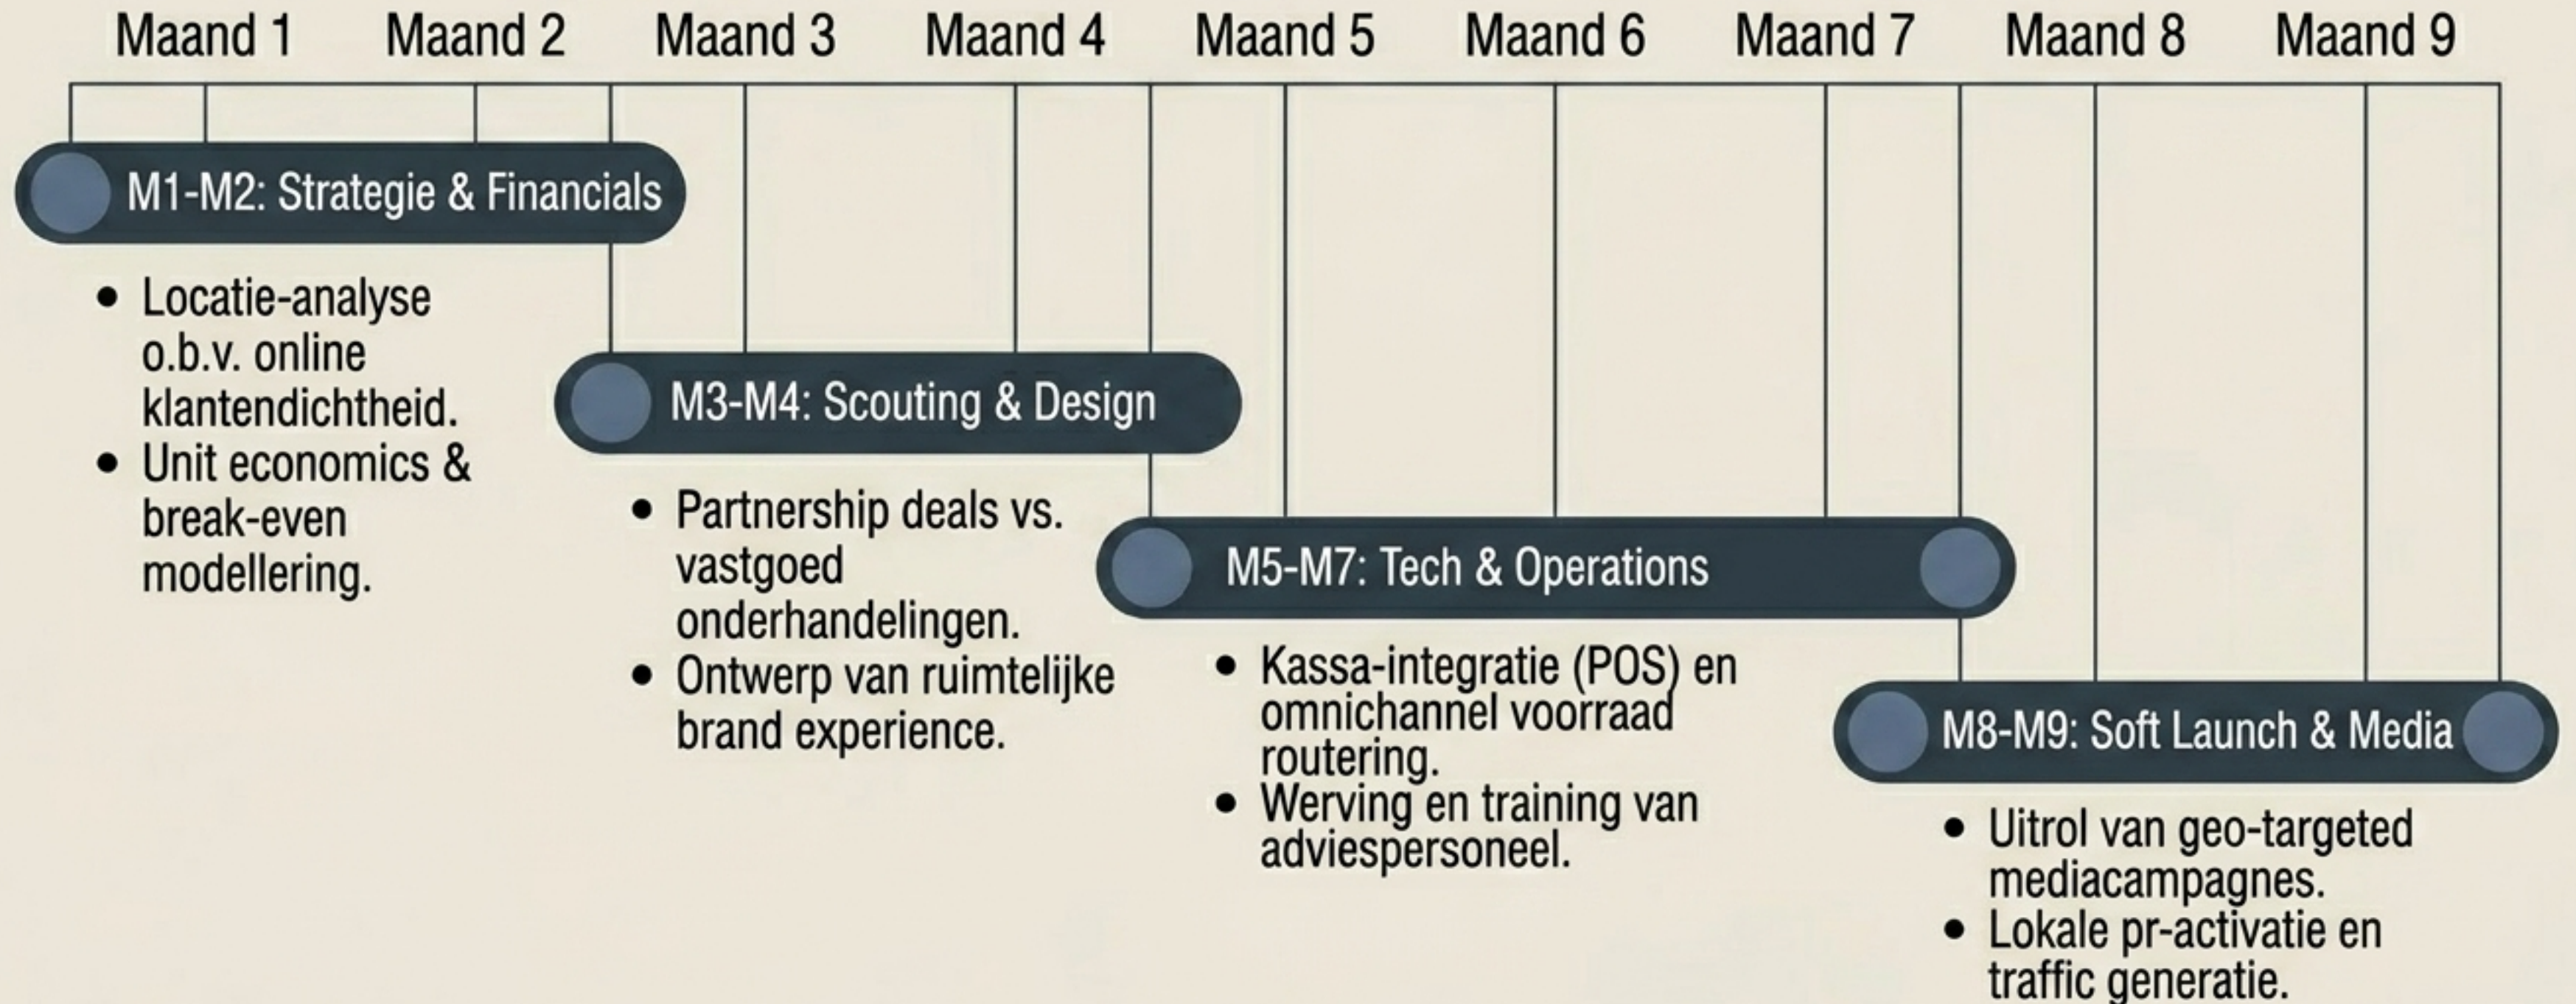 Maand 1 Maand 2 Maand 3 Maand 4 Maand 5 Maand 6 Maand 7 Maand 8 Maand 9
M1-M2: Strategie & Financials
• Locatie-analyse
o.b.v. online
klantendichtheid.
• Unit economics &
break-even
modellering.
M3-M4: Scouting & Design
• Partnership deals vs.
vastgoed
onderhandelingen.
• Ontwerp van ruimtelijke
brand experience.
M5-M7: Tech & Operations
• Kassa-integratie (POS) en
omnichannel voorraad
routering.
• Werving en training van
adviespersoneel.
M8-M9: Soft Launch & Media
• Uitrol van geo-targeted
mediacampagnes.
• Lokale pr-activatie en
traffic generatie.